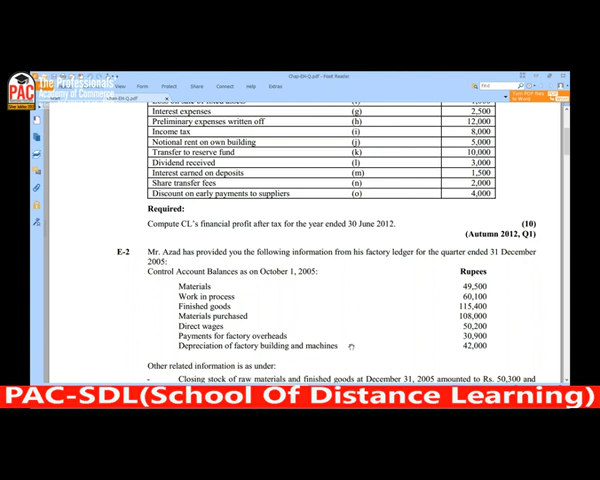 Chap-EH-Q.pdf - Foxit Reader
PAC
The Professionals'
Academy of Commerce
View Form Protect Share Connect Help Extras
Find
Turn PDF files
to Word
Interest expenses (g) 2,500
Preliminary expenses written off (h) 12,000
Income tax (i) 8,000
Notional rent on own building (j) 5,000
Transfer to reserve fund (k) 10,000
Dividend received (l) 3,000
Interest earned on deposits (m) 1,500
Share transfer fees (n) 2,000
Discount on early payments to suppliers (o) 4,000
Required:
Compute CL's financial profit after tax for the year ended 30 June 2012. (10)
(Autumn 2012, Q1)
E-2 Mr. Azad has provided you the following information from his factory ledger for the quarter ended 31 December
2005:
Control Account Balances as on October 1, 2005: Rupees
Materials 49,500
Work in process 60,100
Finished goods 115,400
Materials purchased 108,000
Direct wages 50,200
Payments for factory overheads 30,900
Depreciation of factory building and machines 42,000
Other related information is as under:
- Closing stock of raw materials and finished goods at December 31, 2005 amounted to Rs. 50,300 and
PAC-SDL(School Of Distance Learning)